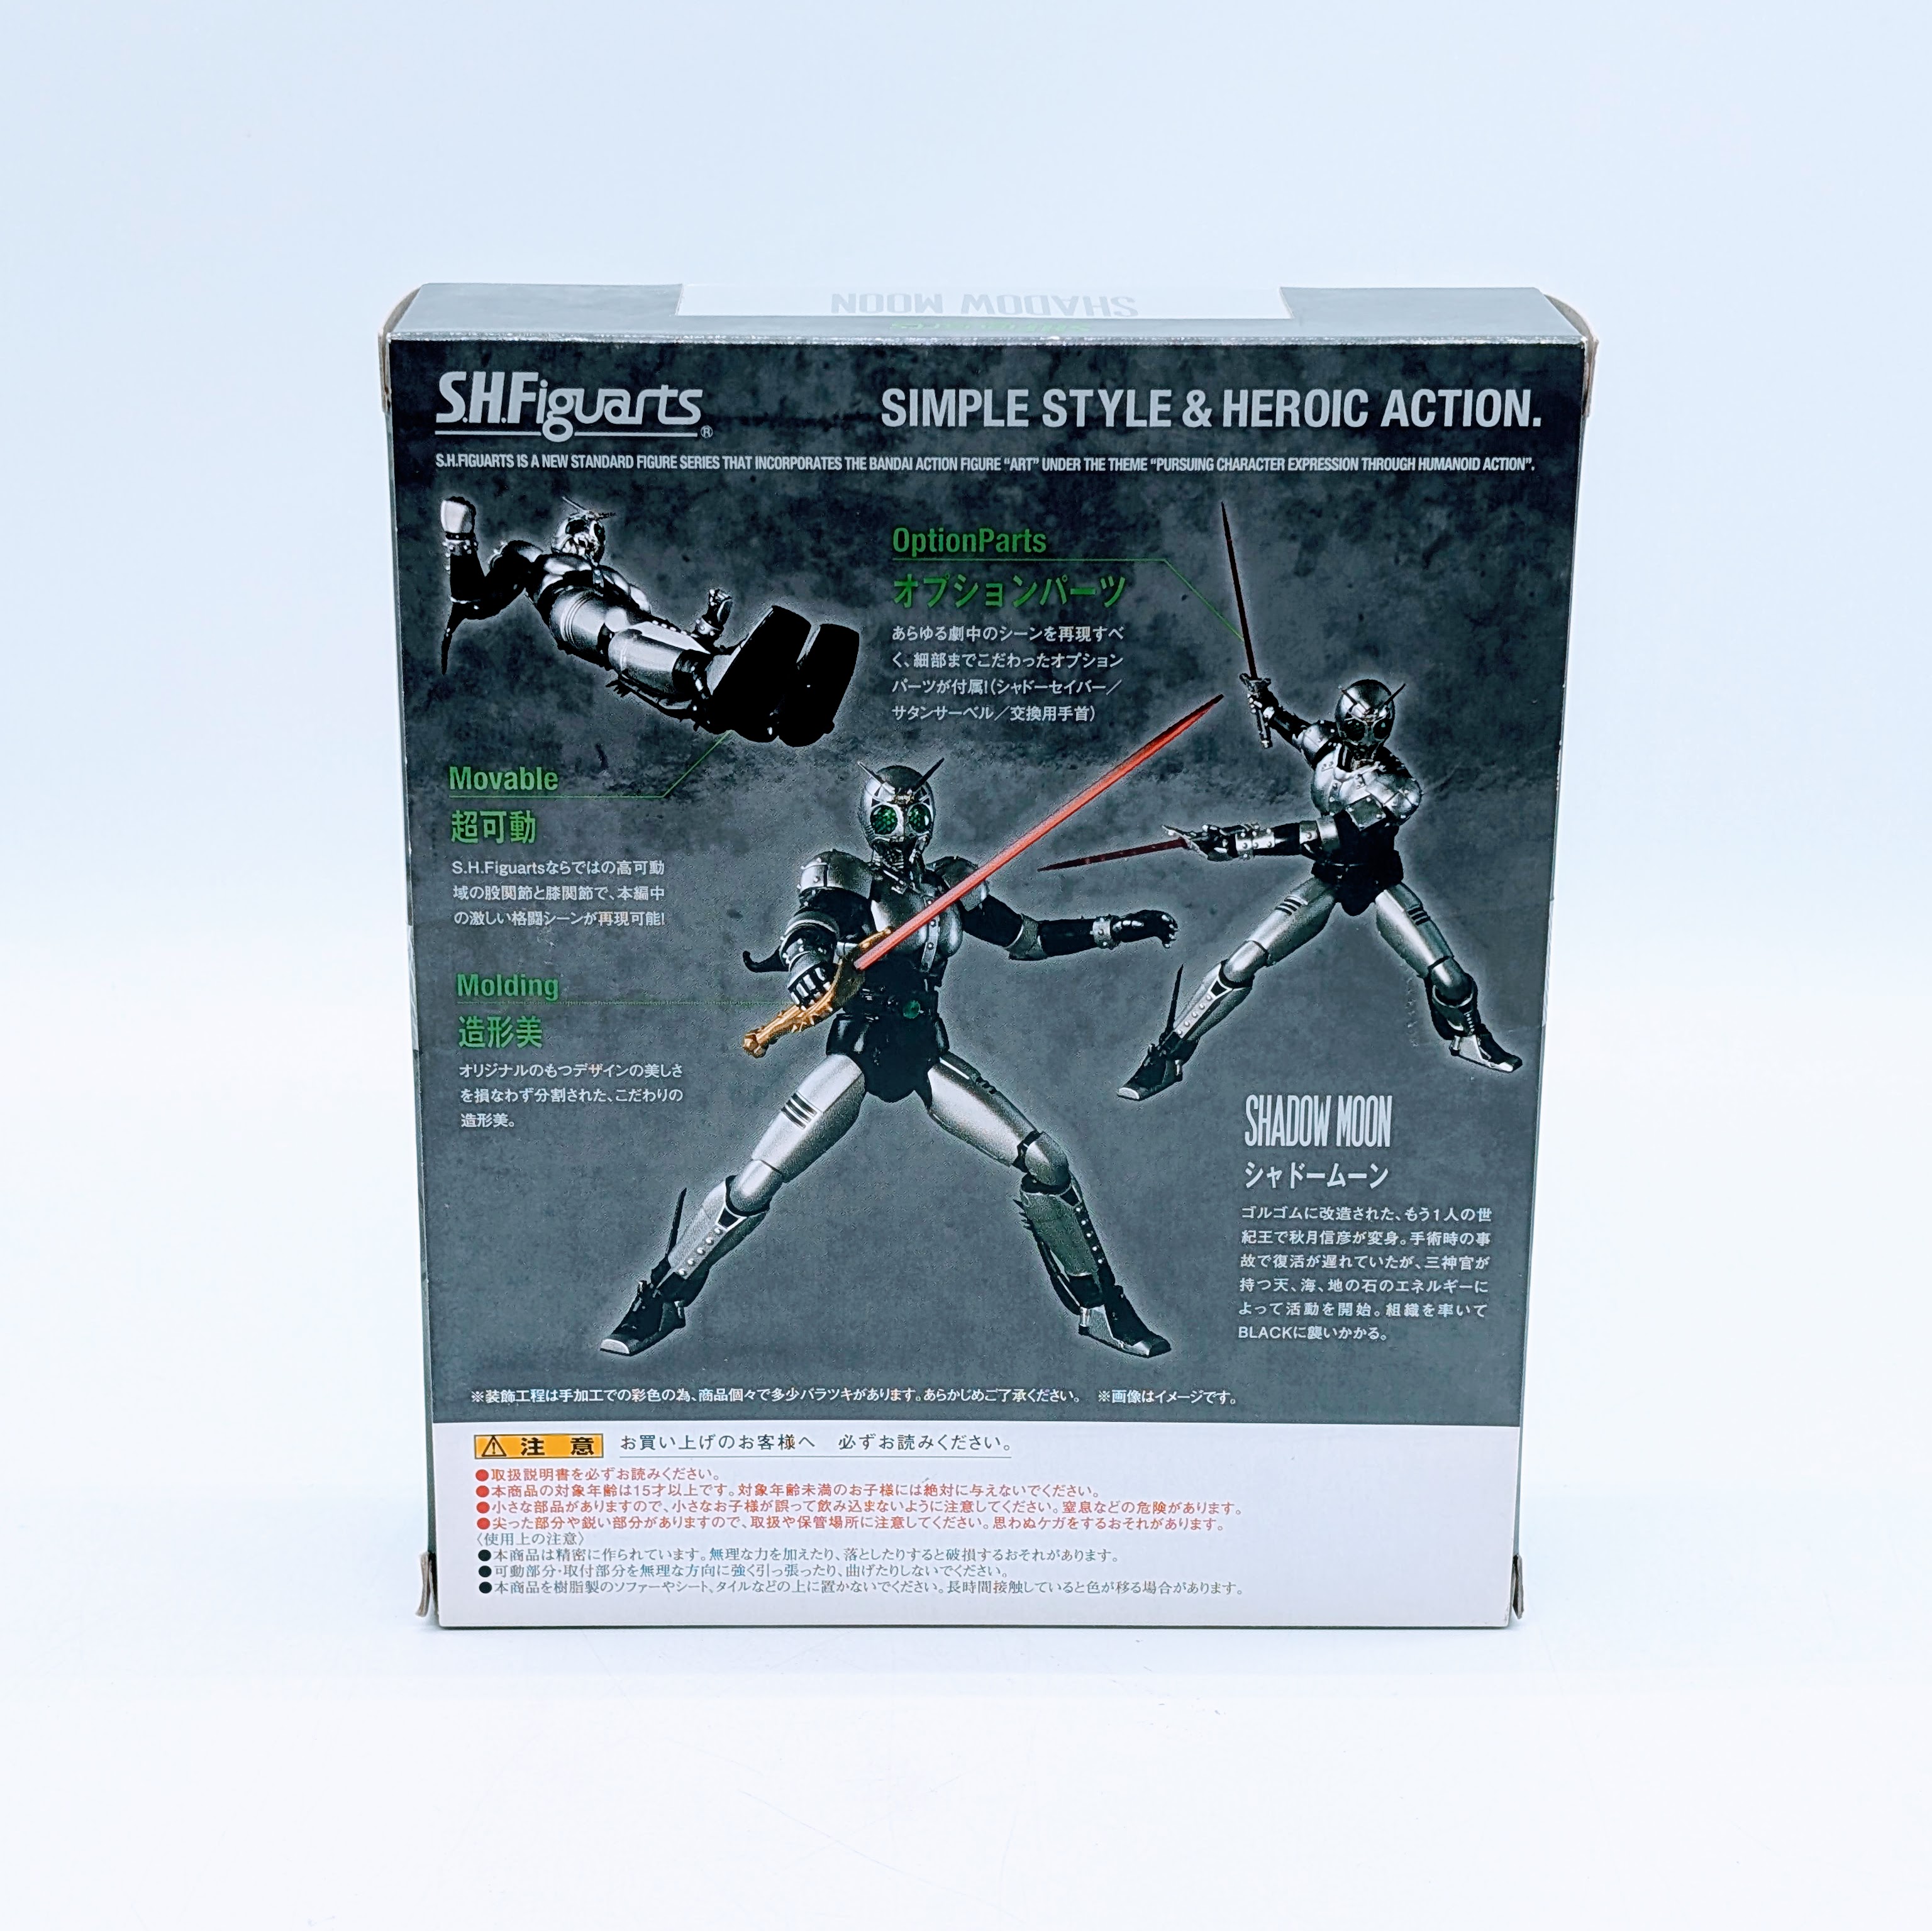 SHADOW MOON
S.H.Figuarts
S.H.Figuarts®
SIMPLE STYLE & HEROIC ACTION.
S.H.FIGUARTS IS A NEW STANDARD FIGURE SERIES THAT INCORPORATES THE BANDAI ACTION FIGURE “ART” UNDER THE THEME “PURSUING CHARACTER EXPRESSION THROUGH HUMANOID ACTION”.
OptionParts
オプションパーツ
あらゆる劇中のシーンを再現すべ
く、細部までこだわったオプション
パーツが付属!(シャドーセイバー／
サタンサーベル／交換用手首)
Movable
超可動
S.H.Figuartsならではの高可動
域の股関節と膝関節で、本編中
の激しい格闘シーンが再現可能!
Molding
造形美
オリジナルのもつデザインの美しさ
を損なわず分割された、こだわりの
造形美。
SHADOW MOON
シャドームーン
ゴルゴムに改造された、もう1人の世
紀王で秋月信彦が変身。手術時の事
故で復活が遅れていたが、三神官が
持つ天、海、地の石のエネルギーに
よって活動を開始。組織を率いて
BLACKに襲いかかる。
※装飾工程は手加工での彩色の為、商品個々で多少バラツキがあります。あらかじめご了承ください。 ※画像はイメージです。
⚠注 意 お買い上げのお客様へ 必ずお読みください。
●取扱説明書を必ずお読みください。
●本商品の対象年齢は15才以上です。対象年齢未満のお子様には絶対に与えないでください。
●小さな部品がありますので、小さなお子様が誤って飲み込まないように注意してください。窒息などの危険があります。
●尖った部分や鋭い部分がありますので、取扱や保管場所に注意してください。思わぬケガをするおそれがあります。
〈使用上の注意〉
●本商品は精密に作られています。無理な力を加えたり、落としたりすると破損するおそれがあります。
●可動部分・取付部分を無理な方向に強く引っ張ったり、曲げたりしないでください。
●本商品を樹脂製のソファーやシート、タイルなどの上に置かないでください。長時間接触していると色が移る場合があります。